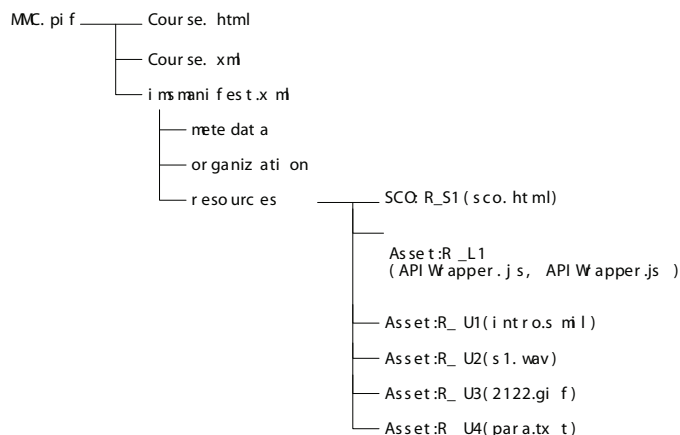 MMC.pif
Course.html
Course.xml
imsmanifest.xml
metedata
organization
resources
SCO:R_S1(sco.html)
Asset:R_L1
(APIWrapper.js, APIWrapper.js )
Asset:R_U1(intro.smil)
Asset:R_U2(s1.wav)
Asset:R_U3(2122.gif)
Asset:R_U4(para.txt)